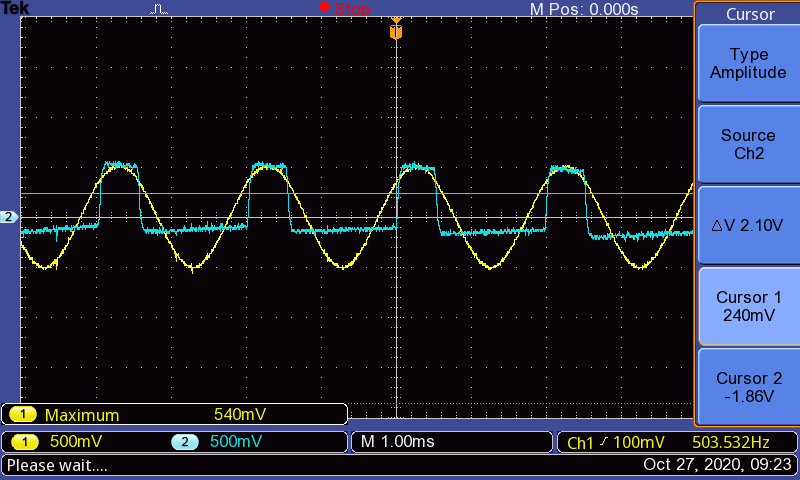 Tek
Stop
M Pos: 0.000s
Cursor
T
Type
Amplitude
Source
Ch2
2
△V 2.10V
Cursor 1
240mV
Cursor 2
-1.86V
1 Maximum 540mV
1 500mV 2 500mV M 1.00ms Ch1 100mV 503.532Hz
Please wait.... Oct 27, 2020, 09:23